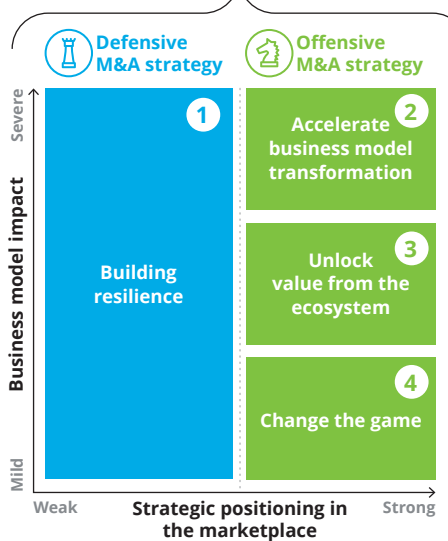 Defensive
M&A strategy
Offensive
M&A strategy
Severe
Business model impact
Mild
1
Building
resilience
2
Accelerate
business model
transformation
3
Unlock
value from the
ecosystem
4
Change the game
Weak
Strategic positioning in
the marketplace
Strong